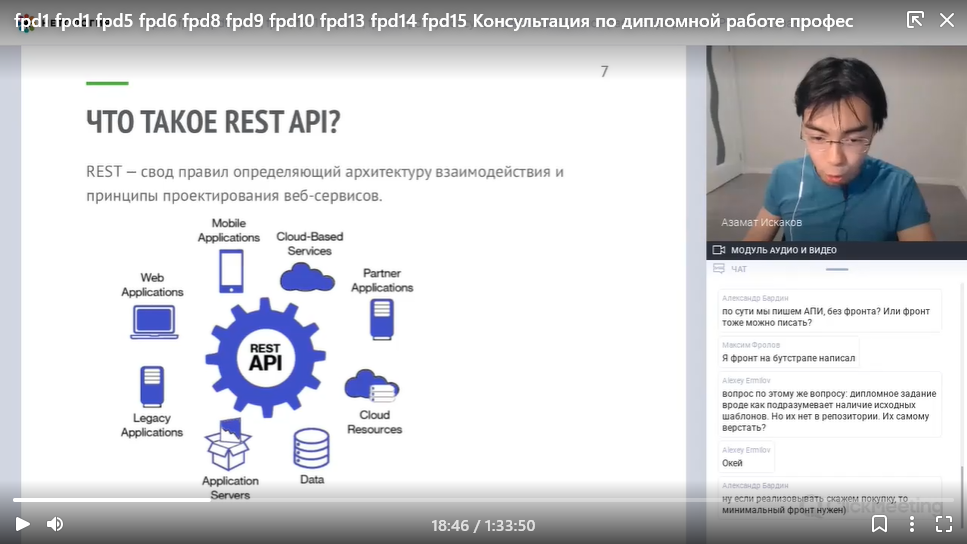 fpd1 fpd1 fpd5 fpd6 fpd8 fpd9 fpd10 fpd13 fpd14 fpd15 Консультация по дипломной работе профес
7
ЧТО ТАКОЕ REST API?
REST — свод правил определяющий архитектуру взаимодействия и
принципы проектирования веб-сервисов.
Mobile
Applications
Cloud-Based
Services
Web
Applications
Partner
Applications
REST
API
Legacy
Applications
Cloud
Resources
Application
Servers
Data
Азамат Искаков
МОДУЛЬ АУДИО И ВИДЕО
ЧАТ
Александр Бардин
по сути мы пишем АПИ, без фронта? Или фронт
тоже можно писать?
Максим Фролов
Я фронт на бутстрапе написал
Alexey Ermilov
вопрос по этому же вопросу: дипломное задание
вроде как подразумевает наличие исходных
шаблонов. Но их нет в репозитории. Их самому
верстать?
Alexey Ermilov
Окей
Александр Бардин
ну если реализовывать скажем покупку, то
минимальный фронт нужен)
18:46 / 1:33:50